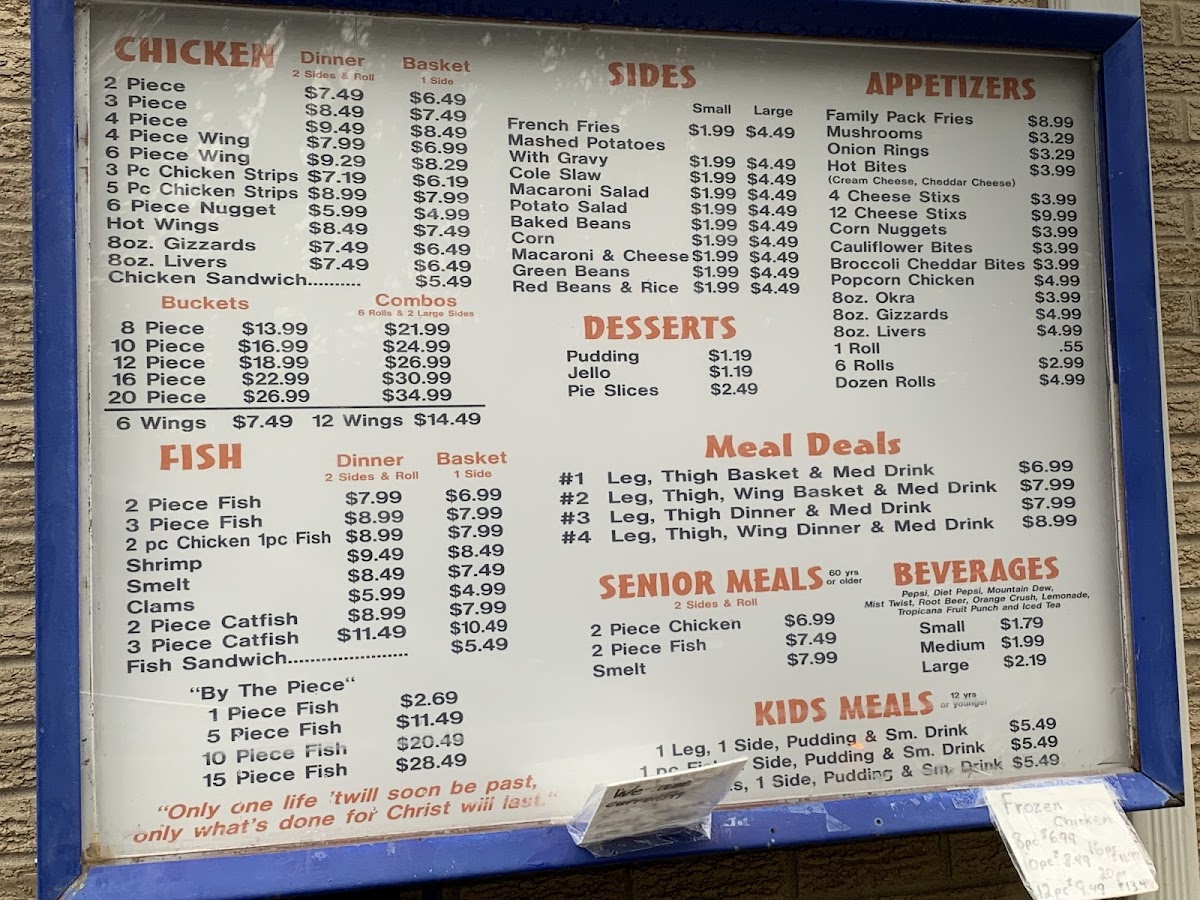 CHICKEN Dinner Basket
2 Sides & Roll 1 Side
2 Piece $7.49 $6.49
3 Piece $8.49 $7.49
4 Piece $9.49 $8.49
4 Piece Wing $7.99 $6.99
6 Piece Wing $9.29 $8.29
3 Pc Chicken Strips $7.19 $6.19
5 Pc Chicken Strips $8.99 $7.99
6 Piece Nugget $5.99 $4.99
Hot Wings $8.49 $7.49
8oz. Gizzards $7.49 $6.49
8oz. Livers $7.49 $6.49
Chicken Sandwich.......... $5.49
Buckets Combos
6 Rolls & 2 Large Sides
8 Piece $13.99 $21.99
10 Piece $16.99 $24.99
12 Piece $18.99 $26.99
16 Piece $22.99 $30.99
20 Piece $26.99 $34.99
6 Wings $7.49 12 Wings $14.49
FISH Dinner Basket
2 Sides & Roll 1 Side
2 Piece Fish $7.99 $6.99
3 Piece Fish $8.99 $7.99
2 pc Chicken 1pc Fish $8.99 $7.99
Shrimp $9.49 $8.49
Smelt $8.49 $7.49
Clams $5.99 $4.99
2 Piece Catfish $8.99 $7.99
3 Piece Catfish $11.49 $10.49
Fish Sandwich.................... $5.49
"By The Piece"
1 Piece Fish $2.69
5 Piece Fish $11.49
10 Piece Fish $20.49
15 Piece Fish $28.49
"Only one life 'twill soon be past,
only what's done for Christ will last."
SIDES
Small Large
French Fries $1.99 $4.49
Mashed Potatoes
With Gravy $1.99 $4.49
Cole Slaw $1.99 $4.49
Macaroni Salad $1.99 $4.49
Potato Salad $1.99 $4.49
Baked Beans $1.99 $4.49
Corn $1.99 $4.49
Macaroni & Cheese $1.99 $4.49
Green Beans $1.99 $4.49
Red Beans & Rice $1.99 $4.49
DESSERTS
Pudding $1.19
Jello $1.19
Pie Slices $2.49
APPETIZERS
Family Pack Fries $8.99
Mushrooms $3.29
Onion Rings $3.29
Hot Bites $3.99
(Cream Cheese, Cheddar Cheese)
4 Cheese Stixs $3.99
12 Cheese Stixs $9.99
Corn Nuggets $3.99
Cauliflower Bites $3.99
Broccoli Cheddar Bites $3.99
Popcorn Chicken $4.99
8oz. Okra $3.99
8oz. Gizzards $4.99
8oz. Livers $4.99
1 Roll .55
6 Rolls $2.99
Dozen Rolls $4.99
Meal Deals
#1 Leg, Thigh Basket & Med Drink $6.99
#2 Leg, Thigh, Wing Basket & Med Drink $7.99
#3 Leg, Thigh Dinner & Med Drink $7.99
#4 Leg, Thigh, Wing Dinner & Med Drink $8.99
SENIOR MEALS 60 yrs
or older
2 Sides & Roll
2 Piece Chicken $6.99
2 Piece Fish $7.49
Smelt $7.99
BEVERAGES
Pepsi, Diet Pepsi, Mountain Dew,
Mist Twist, Root Beer, Orange Crush, Lemonade,
Tropicana Fruit Punch and Iced Tea
Small $1.79
Medium $1.99
Large $2.19
KIDS MEALS 12 yrs
or younger
1 Leg, 1 Side, Pudding & Sm. Drink $5.49
1 pc Side, Pudding & Sm. Drink $5.49
1 Side, Pudding & Sm. Drink $5.49
We
currently
Frozen
Chicken
8pc $6.99
10pc $8.49
12pc $9.49